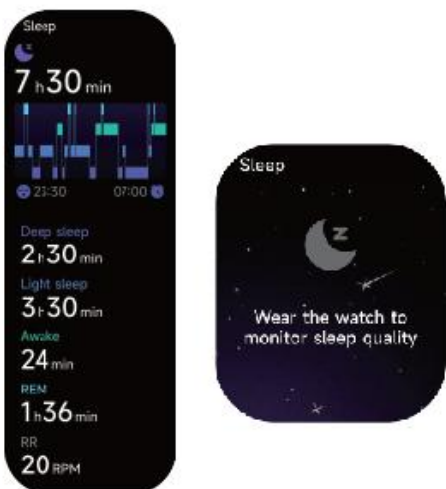 Sleep
7 h 30 min
23:30 07:00
Deep sleep
2 h 30 min
Light sleep
3 h 30 min
Awake
24 min
REM
1 h 36 min
RR
20 RPM
Sleep
z
Wear the watch to
monitor sleep quality